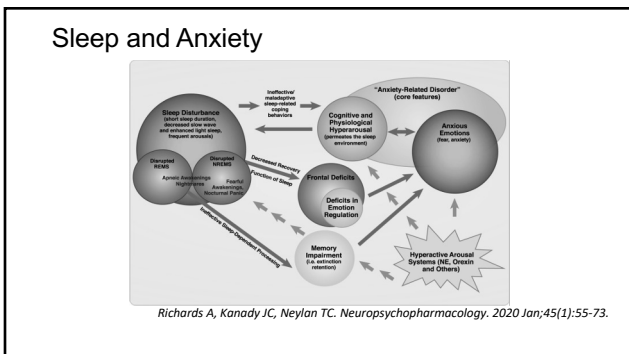 Sleep and Anxiety
Ineffective/
maladaptive
sleep-related
coping
behaviors
"Anxiety-Related Disorder"
(core features)
Sleep Disturbance
(short sleep duration,
decreased slow wave
and enhanced light sleep,
frequent arousals)
Cognitive and
Physiological
Hyperarousal
(permeates the sleep
environment)
Anxious
Emotions
(fear, anxiety)
Disrupted
REMS
Disrupted
NREMS
Apneic Awakenings
Nightmares
Fearful
Awakenings,
Nocturnal Panic
Decreased Recovery
Function of Sleep
Frontal Deficits
Deficits in
Emotion
Regulation
Ineffective Sleep-Dependent Processing
Memory
Impairment
(i.e. extinction
retention)
Hyperactive Arousal
Systems (NE, Orexin
and Others)
Richards A, Kanady JC, Neylan TC. Neuropsychopharmacology. 2020 Jan;45(1):55-73.